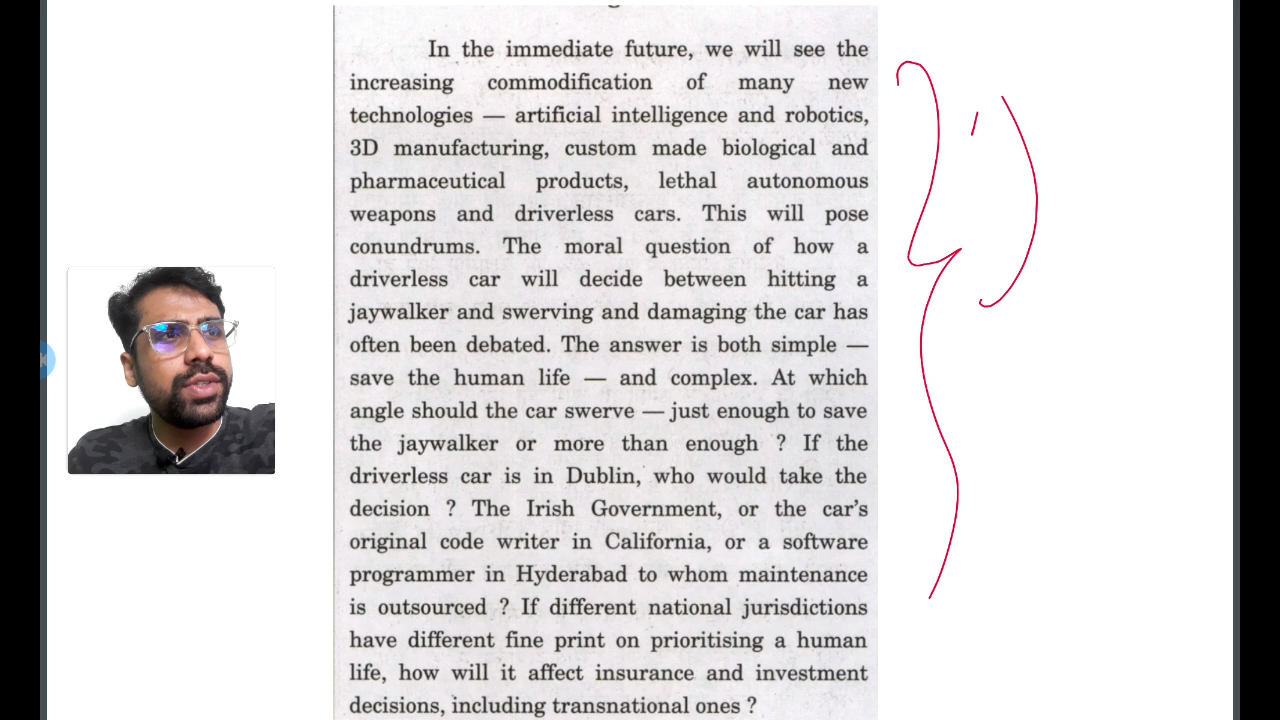 In the immediate future, we will see the
increasing commodification of many new
technologies — artificial intelligence and robotics,
3D manufacturing, custom made biological and
pharmaceutical products, lethal autonomous
weapons and driverless cars. This will pose
conundrums. The moral question of how a
driverless car will decide between hitting a
jaywalker and swerving and damaging the car has
often been debated. The answer is both simple —
save the human life — and complex. At which
angle should the car swerve — just enough to save
the jaywalker or more than enough ? If the
driverless car is in Dublin, who would take the
decision ? The Irish Government, or the car's
original code writer in California, or a software
programmer in Hyderabad to whom maintenance
is outsourced ? If different national jurisdictions
have different fine print on prioritising a human
life, how will it affect insurance and investment
decisions, including transnational ones ?